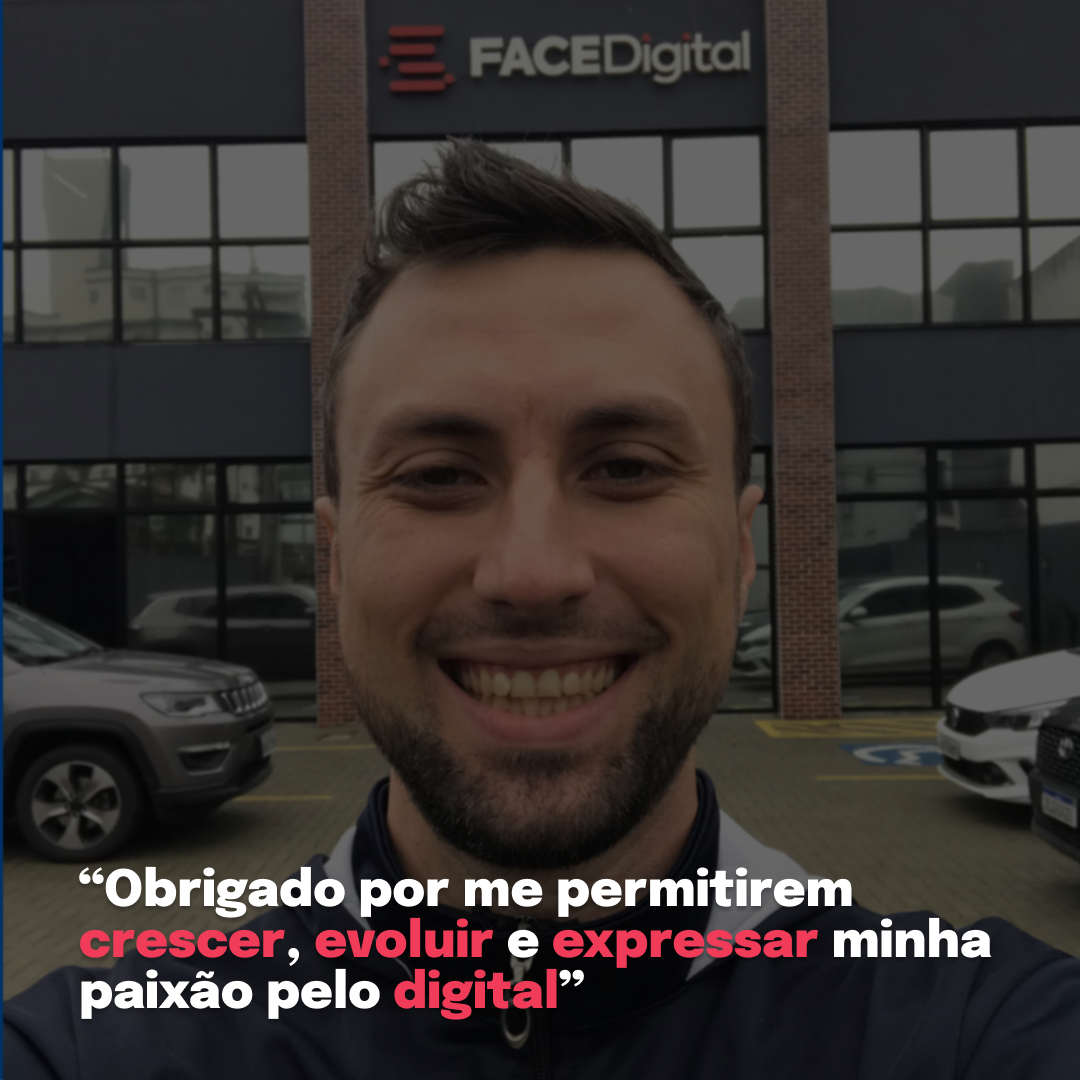 FACEDigital
“Obrigado por me permitirem
crescer, evoluir e expressar minha
paixão pelo digital”